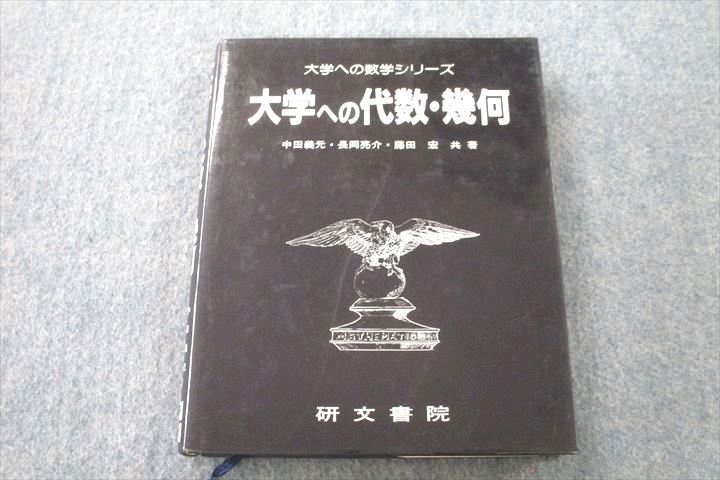 大学への数学シリーズ
大学への代数・幾何
中田義元・長岡亮介・藤田 宏 共著
研文書院